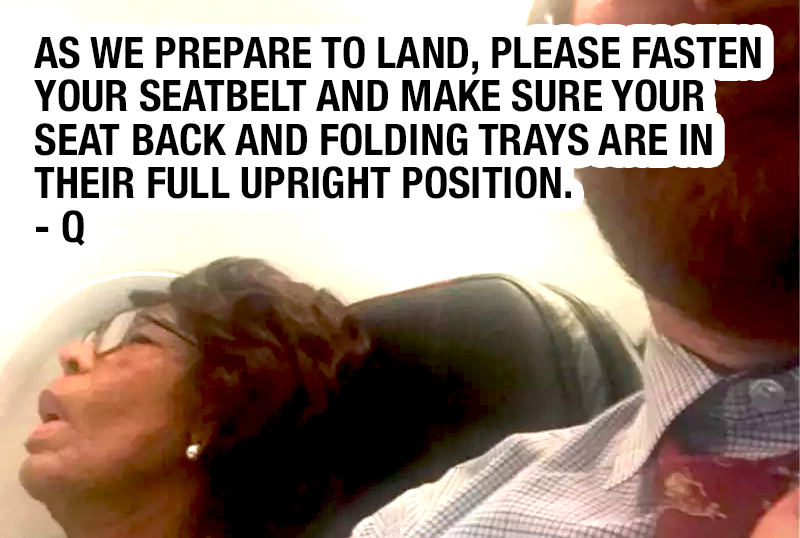 AS WE PREPARE TO LAND, PLEASE FASTEN
YOUR SEATBELT AND MAKE SURE YOUR
SEAT BACK AND FOLDING TRAYS ARE IN
THEIR FULL UPRIGHT POSITION.
- Q